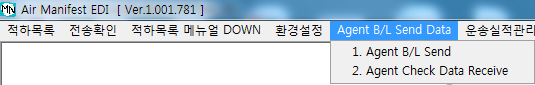 MN Air Manifest EDI [ Ver.1.001.781 ]
적하목록 전송확인 적하목록 메뉴얼 DOWN 환경설정 Agent B/L Send Data 운송실적관리
1. Agent B/L Send
2. Agent Check Data Receive